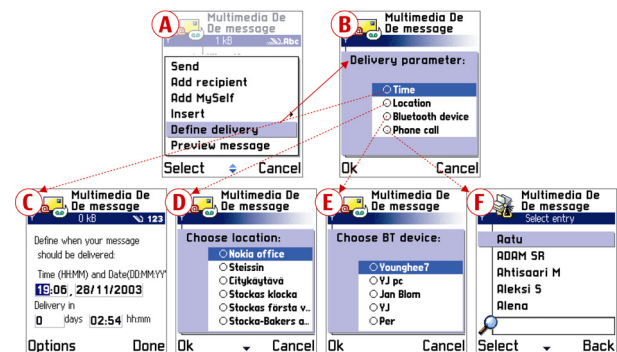 A
Multimedia De
De message
1 kB
Abc
Send
Add recipient
Add MySelf
Insert
Define delivery
Preview message
Select
Cancel
B
Multimedia De
De message
Delivery parameter:
Time
Location
Bluetooth device
Phone call
Ok
Cancel
C
Multimedia De
De message
0 kB
123
Define when your message
should be delivered:
Time (HH:MM) and Date(DD:MM:YY
19:06, 28/11/2003
Delivery in
0 days 02:54 hh:mm
Options
Done
D
Multimedia De
De message
Choose location:
Nokia office
Steissin
Citykäytävä
Stockas klocka
Stockas första v..
Stocka-Bakers a..
Ok
Cancel
E
Multimedia De
De message
Choose BT device:
Younghee7
YJ pc
Jan Blom
YJ
Per
Ok
Cancel
F
Multimedia De
De message
Select entry
Aatu
ADAM SR
Ahtisaari M
Aleksi S
Alena
Select
Back